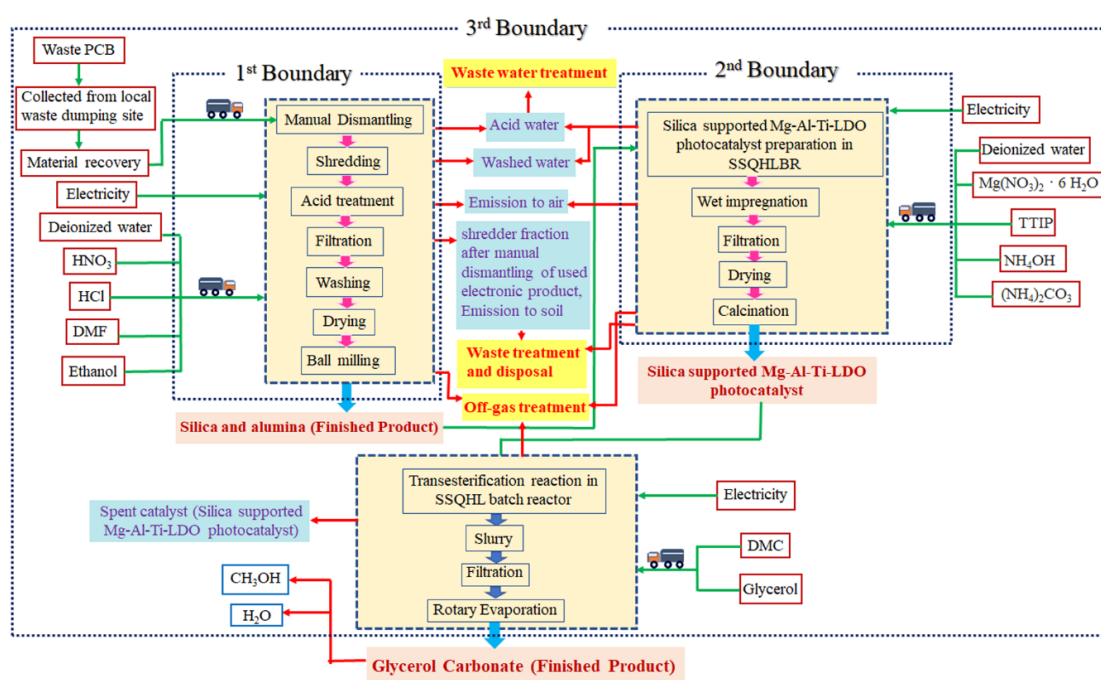 3rd Boundary
Waste PCB
Collected from local
waste dumping site
Material recovery
Electricity
Deionized water
HNO3
HCl
DMF
Ethanol
1st Boundary
Manual Dismantling
Shredding
Acid treatment
Filtration
Washing
Drying
Ball milling
Silica and alumina (Finished Product)
Waste water treatment
Acid water
Washed water
Emission to air
shredder fraction
after manual
dismantling of used
electronic product,
Emission to soil
Waste treatment
and disposal
Off-gas treatment
2nd Boundary
Silica supported Mg-Al-Ti-LDO
photocatalyst preparation in
SSQHLBR
Wet impregnation
Filtration
Drying
Calcination
Silica supported Mg-Al-Ti-LDO
photocatalyst
Electricity
Deionized water
Mg(NO3)2 · 6 H2O
TTIP
NH4OH
(NH4)2CO3
Transesterification reaction in
SSQHL batch reactor
Slurry
Filtration
Rotary Evaporation
Spent catalyst (Silica supported
Mg-Al-Ti-LDO photocatalyst)
CH3OH
H2O
Electricity
DMC
Glycerol
Glycerol Carbonate (Finished Product)